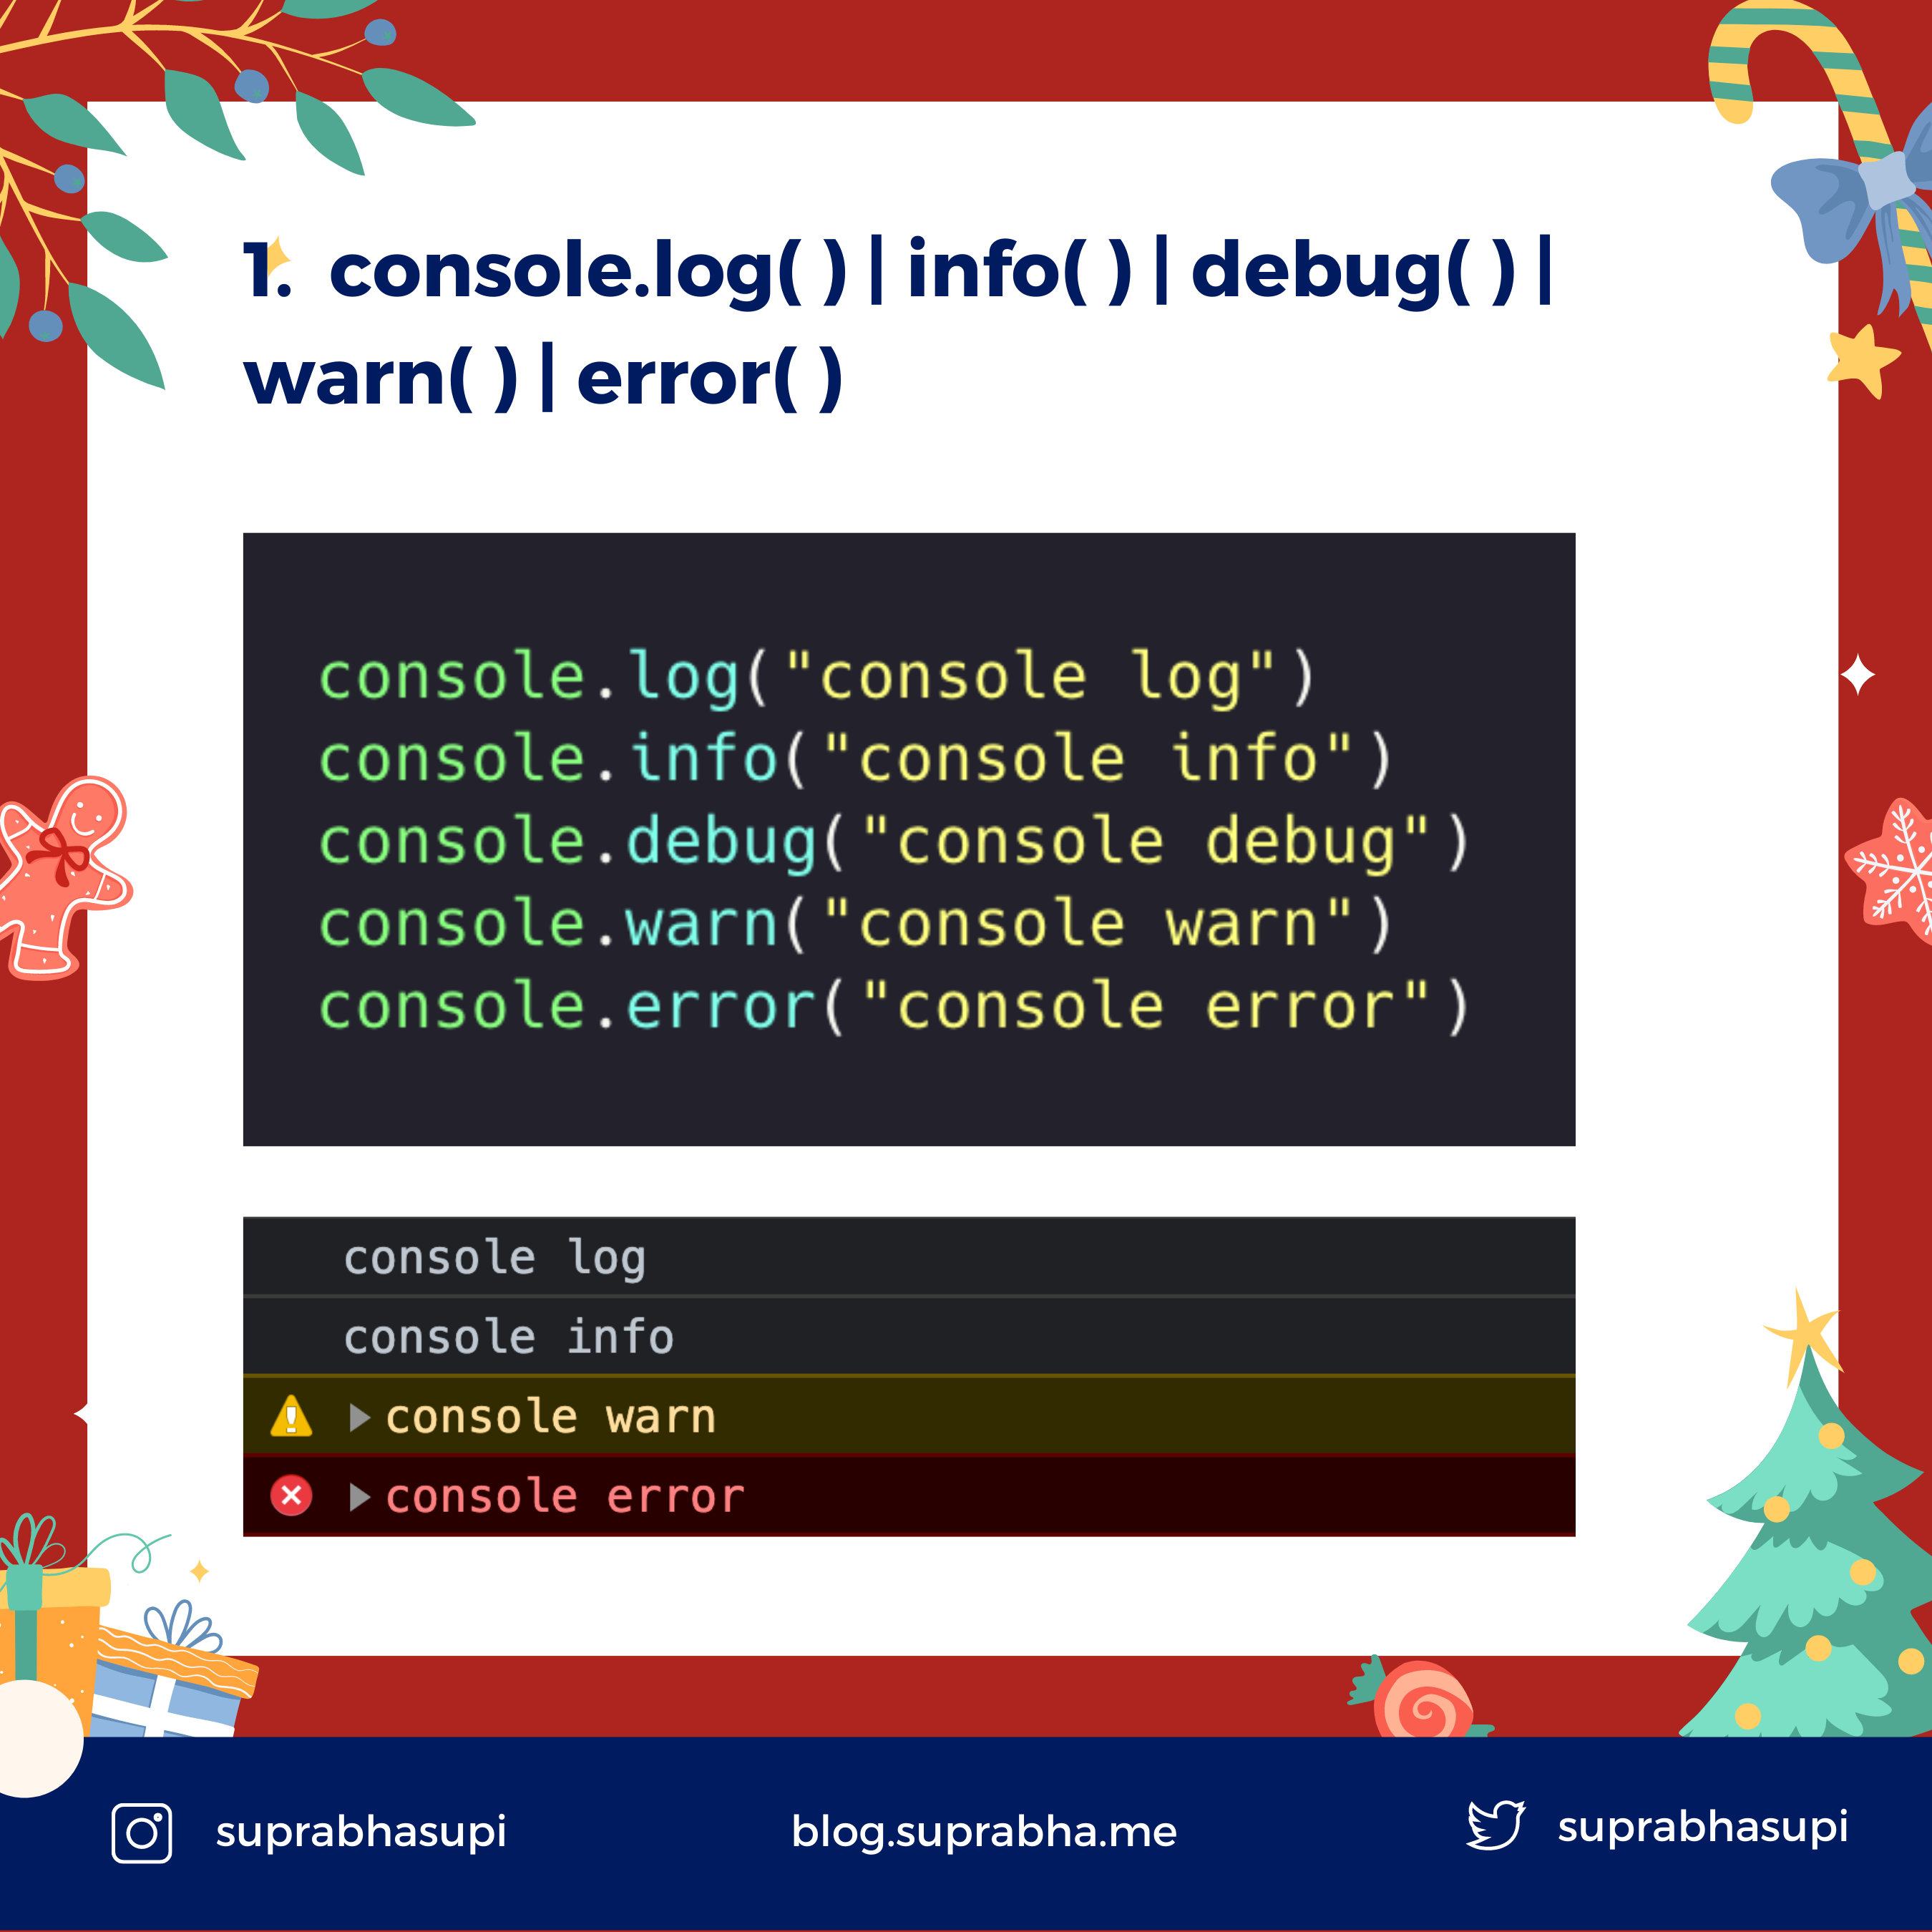 1. console.log( ) | info( ) | debug( ) |
warn( ) | error( )
console.log("console log")
console.info("console info")
console.debug("console debug")
console.warn("console warn")
console.error("console error")
console log
console info
console warn
console error
suprabhasupi
blog.suprabha.me
suprabhasupi